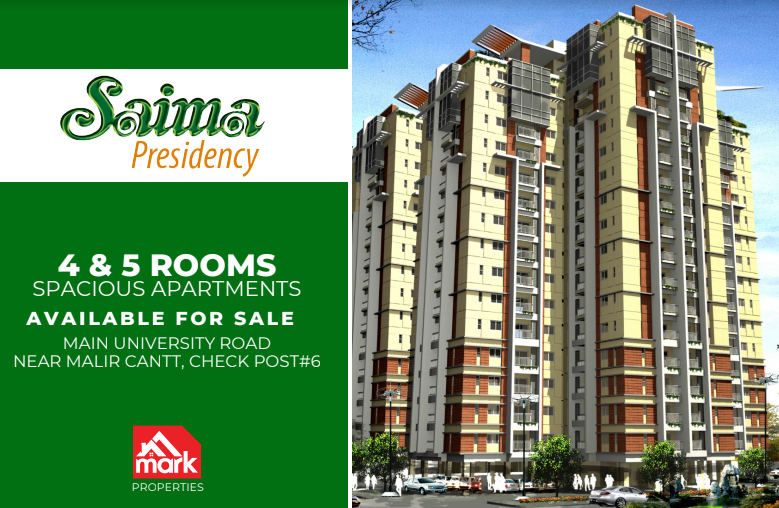 Saima
Presidency
4 & 5 ROOMS
SPACIOUS APARTMENTS
AVAILABLE FOR SALE
MAIN UNIVERSITY ROAD
NEAR MALIR CANTT, CHECK POST#6
mark
PROPERTIES